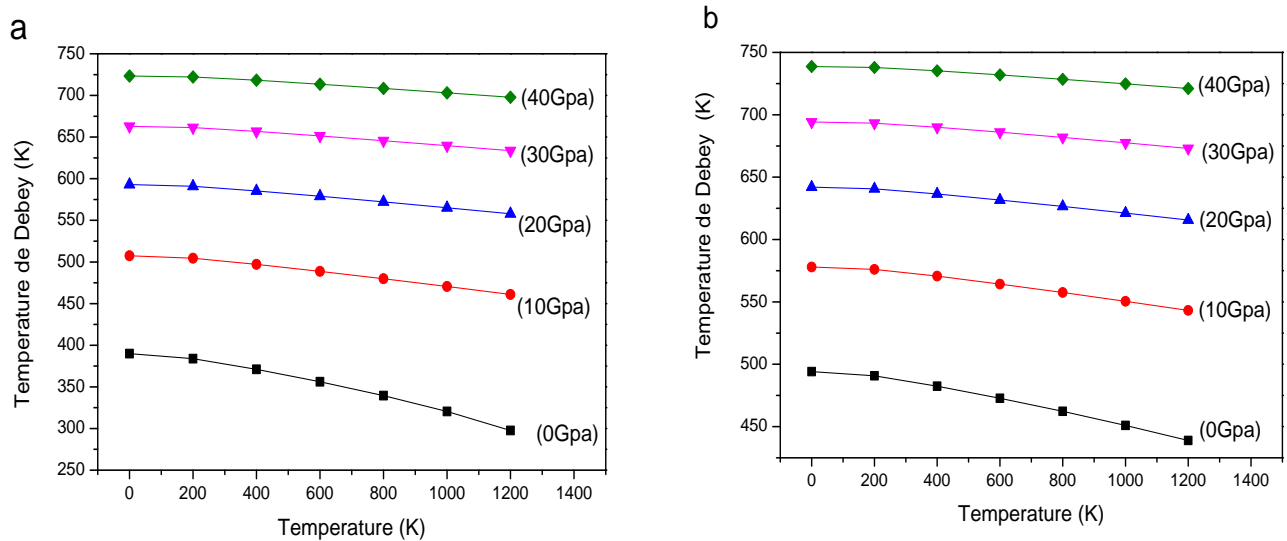 a
Temperature de Debey (K)
750
700
650
600
550
500
450
400
350
300
250
(40Gpa)
(30Gpa)
(20Gpa)
(10Gpa)
(0Gpa)
0 200 400 600 800 1000 1200 1400
Temperature (K)
b
Temperature de Debey (K)
750
700
650
600
550
500
450
(40Gpa)
(30Gpa)
(20Gpa)
(10Gpa)
(0Gpa)
0 200 400 600 800 1000 1200 1400
Temperature (K)